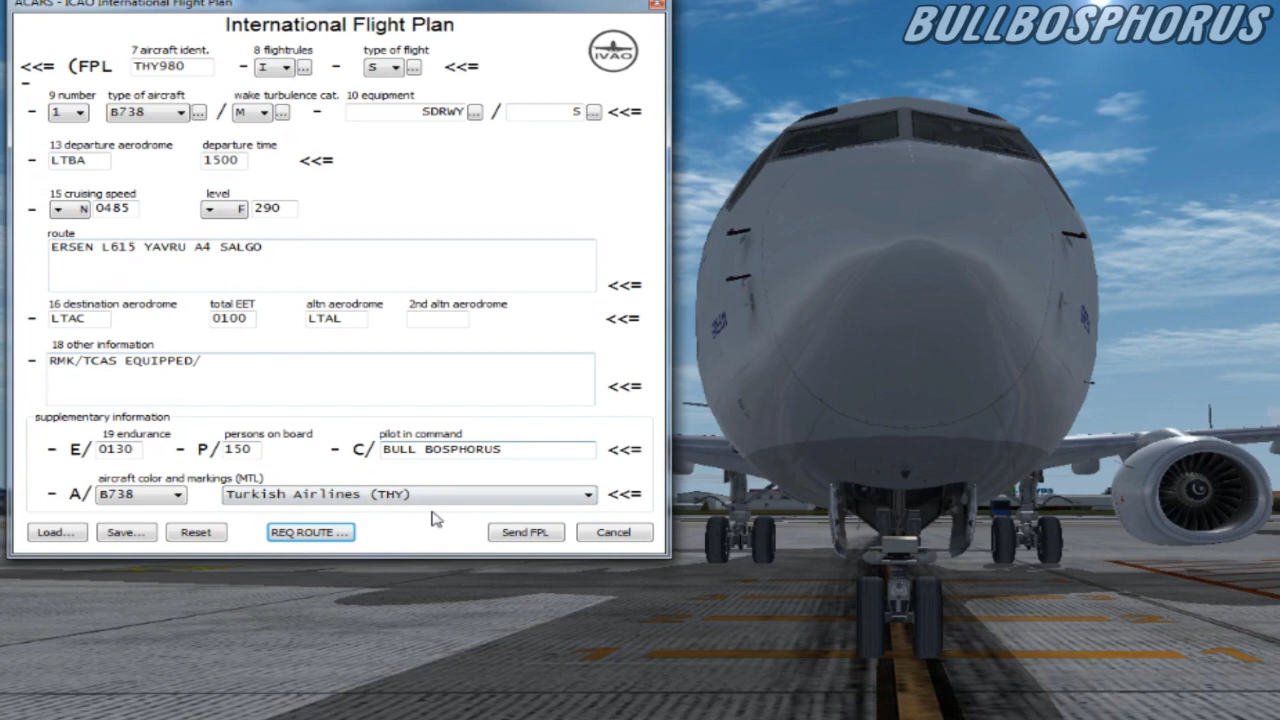 ACARS - ICAO International Flight Plan
BULLBOSPHORUS
International Flight Plan
IVAO
7 aircraft ident. 8 flightrules type of flight
<<= (FPL THY980 - I ... - S ... <<=
-
9 number type of aircraft wake turbulence cat. 10 equipment
- 1 B738 ... / M ... - SDRWY ... / S ... <<=
13 departure aerodrome departure time
- LTBA 1500 <<=
15 cruising speed level
- N 0485 F 290
route
ERSEN L615 YAVRU A4 SALGO
<<=
16 destination aerodrome total EET altn aerodrome 2nd altn aerodrome
- LTAC 0100 LTAL <<=
18 other information
- RMK/TCAS EQUIPPED/
<<=
supplementary information
19 endurance persons on board pilot in command
- E/ 0130 - P/ 150 - C/ BULL BOSPHORUS <<=
aircraft color and markings (MTL)
- A/ B738 Turkish Airlines (THY) <<=
Load... Save... Reset REQ ROUTE ... Send FPL Cancel